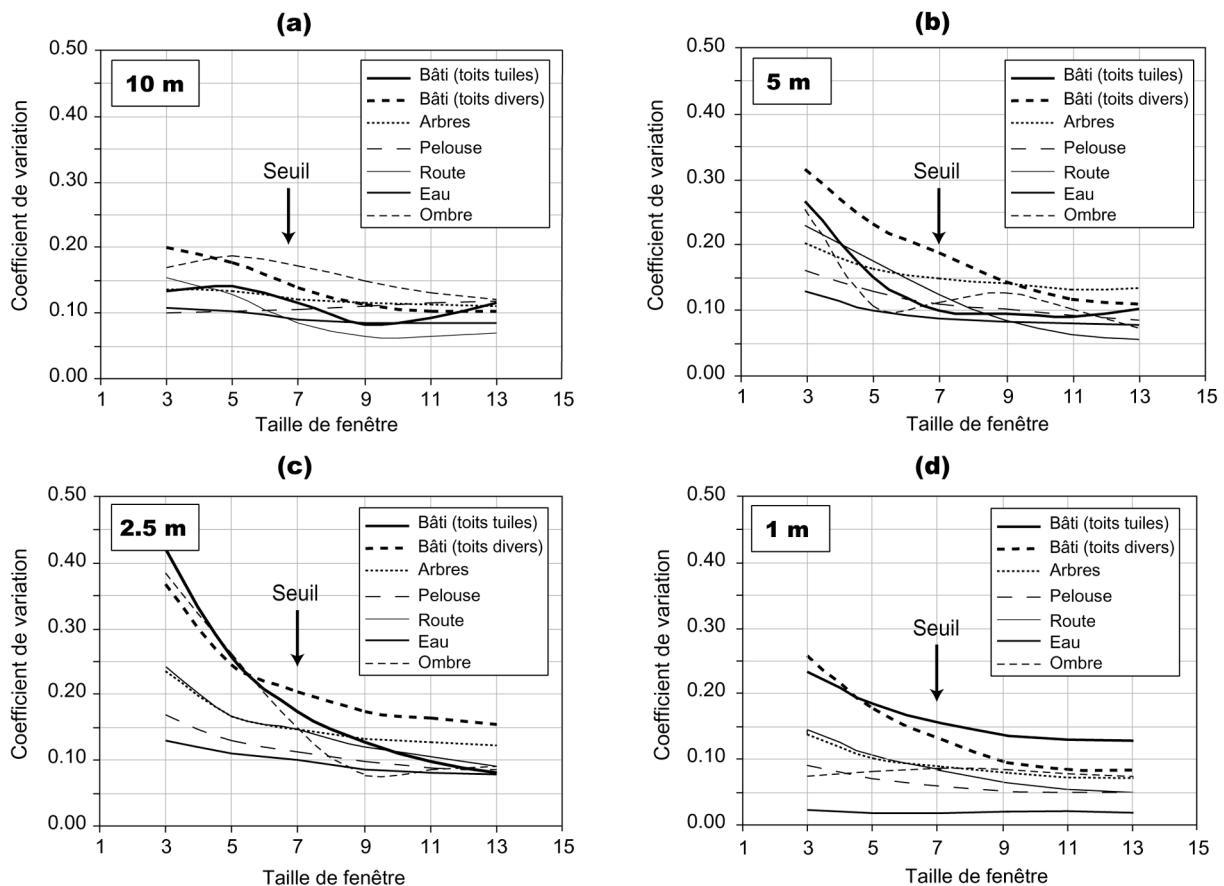 (a)
0.50
0.40
0.30
0.20
0.10
0.00
Coefficient de variation
10 m
Seuil
Bâti (toits tuiles)
Bâti (toits divers)
Arbres
Pelouse
Route
Eau
Ombre
1 3 5 7 9 11 13 15
Taille de fenêtre
(b)
0.50
0.40
0.30
0.20
0.10
0.00
Coefficient de variation
5 m
Seuil
Bâti (toits tuiles)
Bâti (toits divers)
Arbres
Pelouse
Route
Eau
Ombre
1 3 5 7 9 11 13 15
Taille de fenêtre
(c)
0.50
0.40
0.30
0.20
0.10
0.00
Coefficient de variation
2.5 m
Seuil
Bâti (toits tuiles)
Bâti (toits divers)
Arbres
Pelouse
Route
Eau
Ombre
1 3 5 7 9 11 13 15
Taille de fenêtre
(d)
0.50
0.40
0.30
0.20
0.10
0.00
Coefficient de variation
1 m
Seuil
Bâti (toits tuiles)
Bâti (toits divers)
Arbres
Pelouse
Route
Eau
Ombre
1 3 5 7 9 11 13 15
Taille de fenêtre